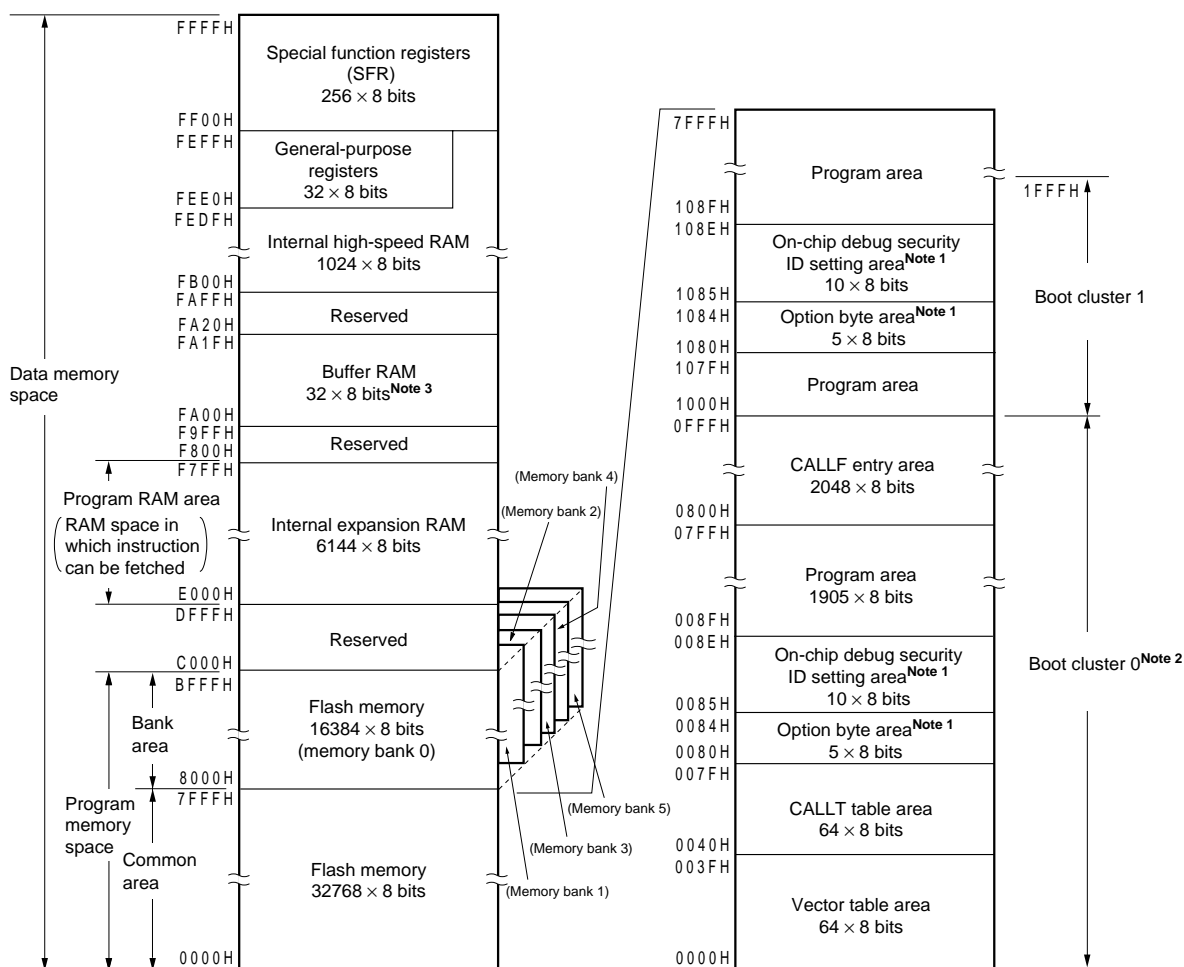 FFFFH
Special function registers
(SFR)
256 × 8 bits
FF00H
FEFFH
General-purpose
registers
32 × 8 bits
FEE0H
FEDFH
Internal high-speed RAM
1024 × 8 bits
FB00H
FAFFH
Reserved
FA20H
FA1FH
Buffer RAM
32 × 8 bitsNote 3
FA00H
F9FFH
Reserved
F800H
F7FFH
Data memory
space
Program RAM area
(RAM space in
which instruction
can be fetched)
Internal expansion RAM
6144 × 8 bits
E000H
DFFFH
Reserved
C000H
BFFFH
Bank
area
Flash memory
16384 × 8 bits
(memory bank 0)
8000H
7FFFH
Program
memory
space
Common
area
Flash memory
32768 × 8 bits
0000H
(Memory bank 4)
(Memory bank 2)
(Memory bank 5)
(Memory bank 3)
(Memory bank 1)
7FFFH
Program area
1FFFH
108FH
108EH
On-chip debug security
ID setting areaNote 1
10 × 8 bits
1085H
1084H
Option byte areaNote 1
5 × 8 bits
1080H
107FH
Program area
1000H
0FFFH
Boot cluster 1
CALLF entry area
2048 × 8 bits
0800H
07FFH
Program area
1905 × 8 bits
008FH
008EH
On-chip debug security
ID setting areaNote 1
10 × 8 bits
Boot cluster 0Note 2
0085H
0084H
Option byte areaNote 1
5 × 8 bits
0080H
007FH
CALLT table area
64 × 8 bits
0040H
003FH
Vector table area
64 × 8 bits
0000H